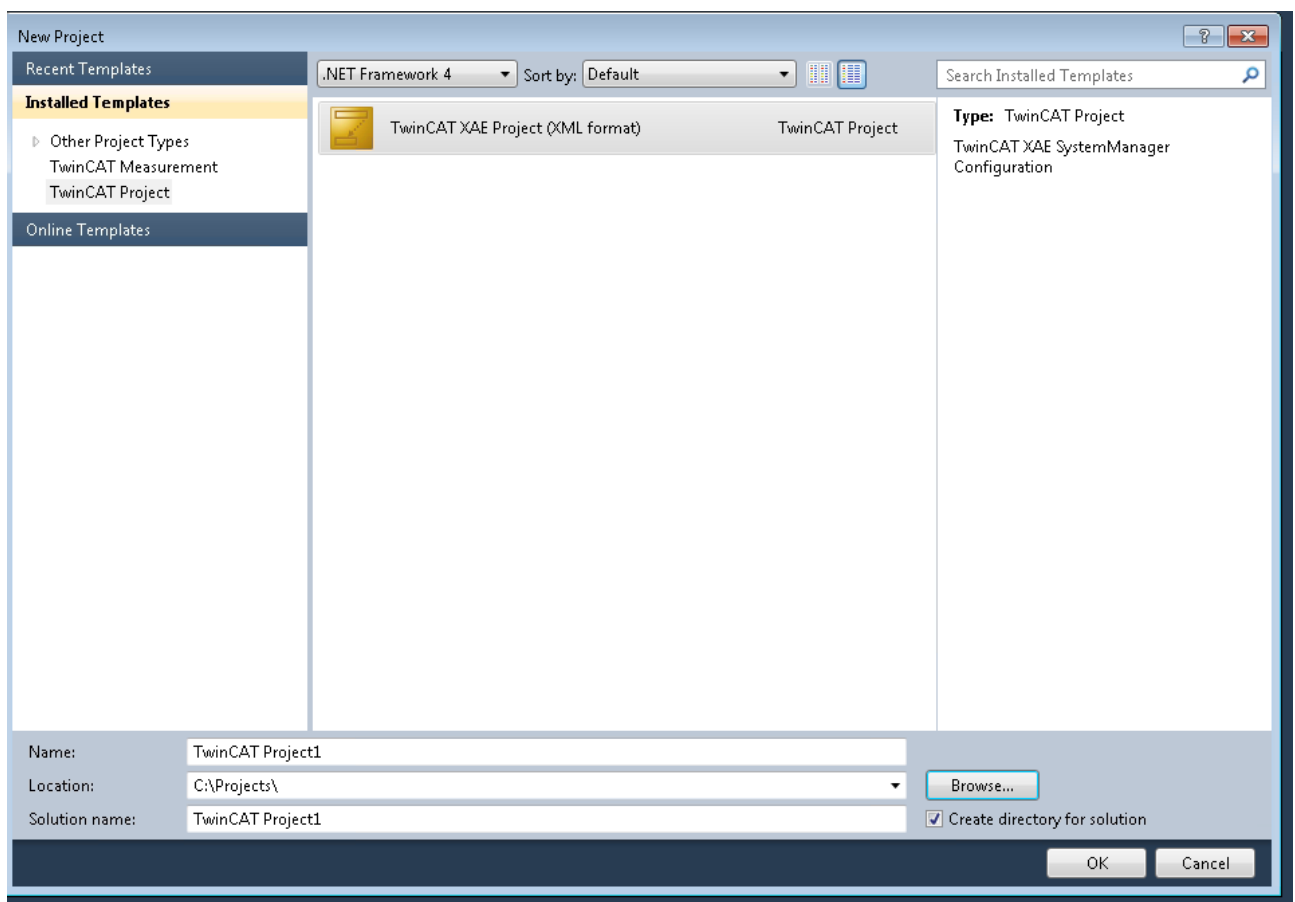 New Project
Recent Templates
Installed Templates
Other Project Types
TwinCAT Measurement
TwinCAT Project
Online Templates
.NET Framework 4
Sort by: Default
Search Installed Templates
TwinCAT XAE Project (XML format) TwinCAT Project
Type: TwinCAT Project
TwinCAT XAE SystemManager
Configuration
Name: TwinCAT Project1
Location: C:\Projects\
Browse...
Solution name: TwinCAT Project1
Create directory for solution
OK
Cancel